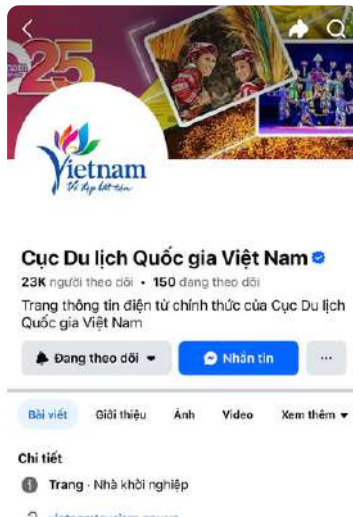 25
Vietnam
Vẻ đẹp bất tận
Cục Du lịch Quốc gia Việt Nam
23K người theo dõi • 150 đang theo dõi
Trang thông tin điện tử chính thức của Cục Du lịch
Quốc gia Việt Nam
Đang theo dõi
Nhắn tin
Bài viết Giới thiệu Ảnh Video Xem thêm
Chi tiết
Trang · Nhà khởi nghiệp